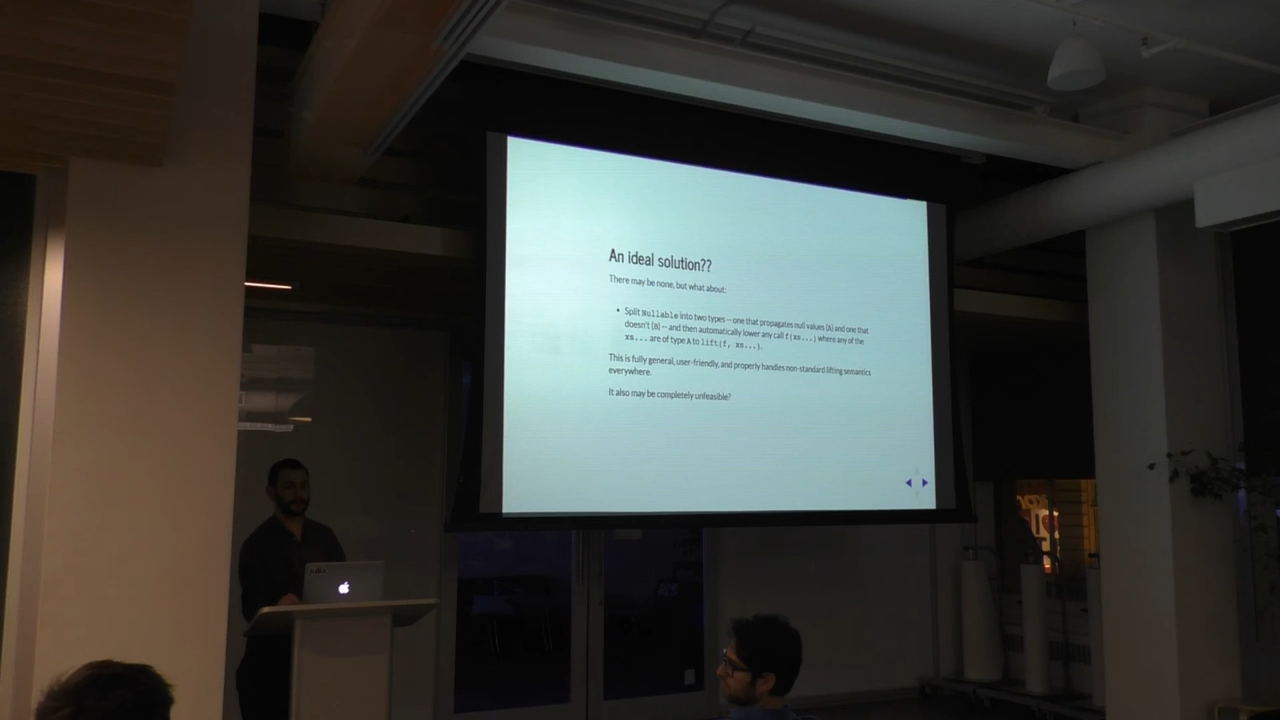 An ideal solution??
There may be none, but what about:
• Split Nullable into two types -- one that propagates null values (A) and one that
doesn't (B) -- and then automatically lower any call f(xs...) where any of the
xs... are of type A to lift(f, xs...).
This is fully general, user-friendly, and properly handles non-standard lifting semantics
everywhere.
It also may be completely unfeasible?
julia